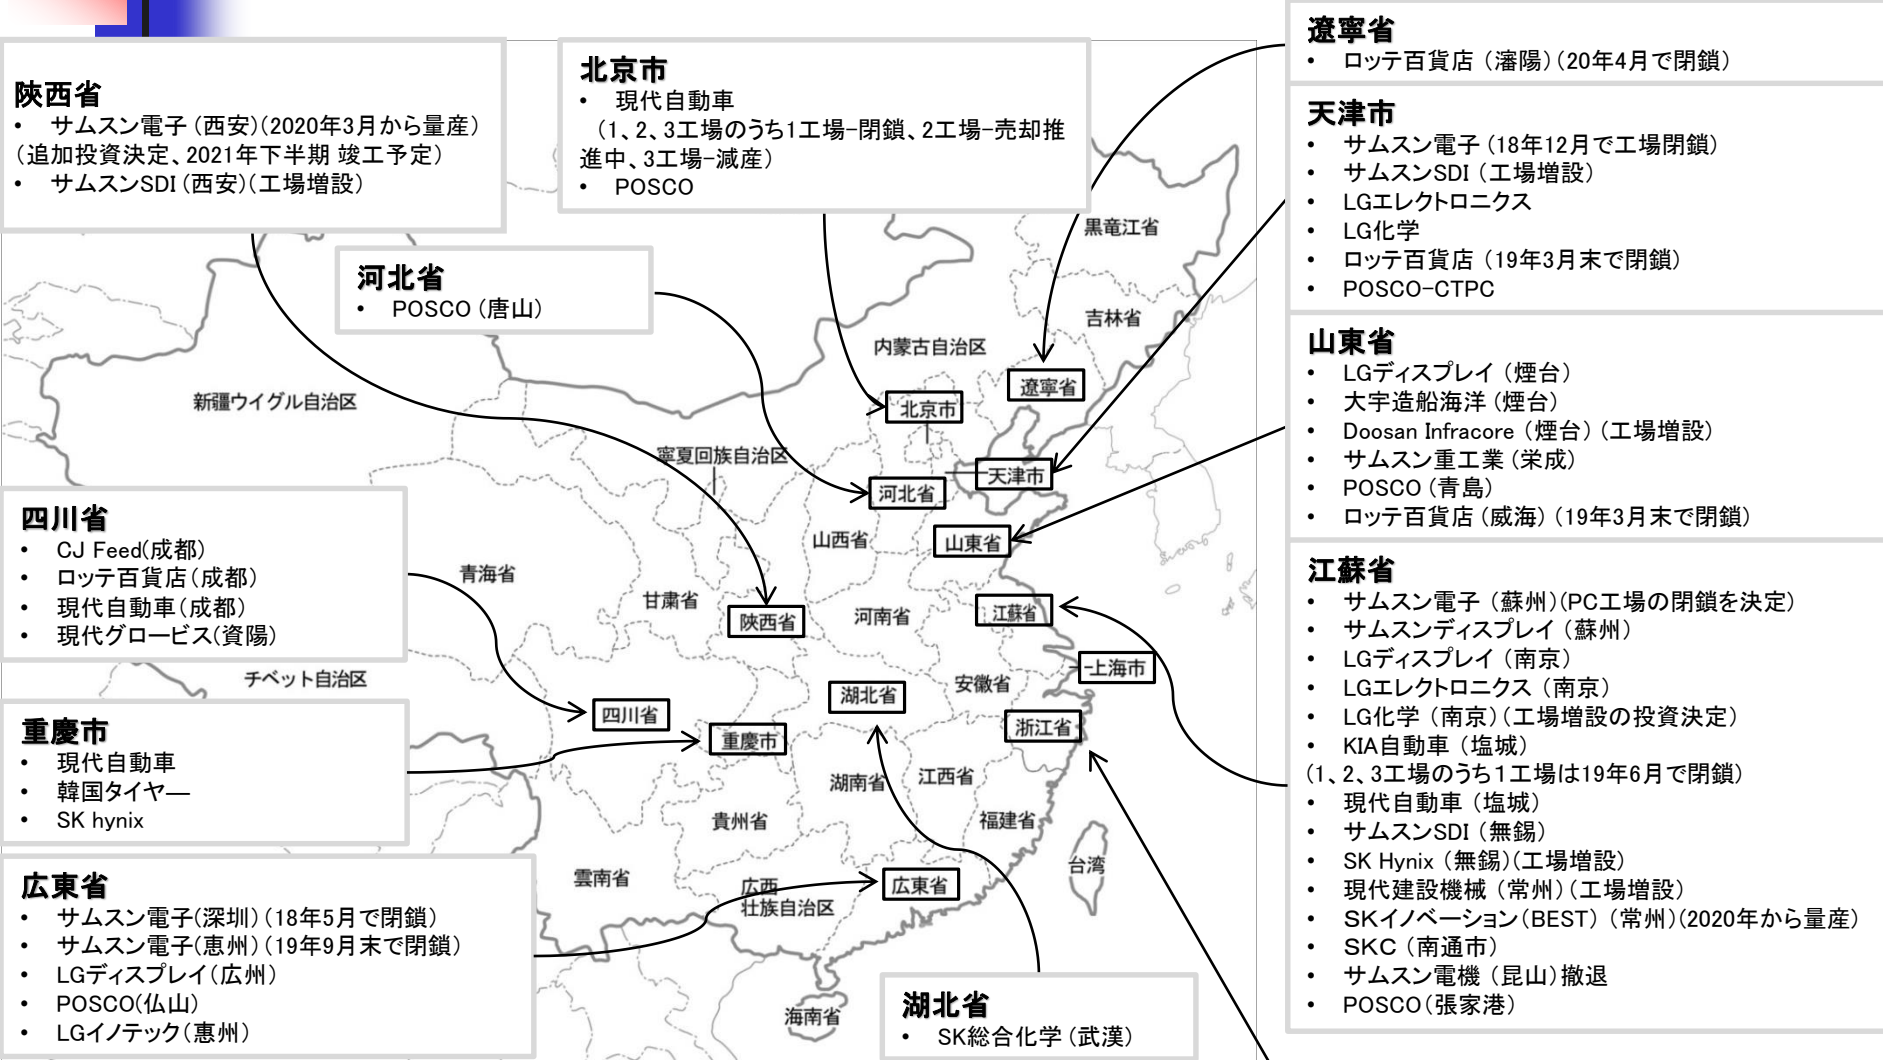 陝西省
• サムスン電子（西安）（2020年3月から量産）
（追加投資決定、2021年下半期 竣工予定）
• サムスンSDI（西安）（工場増設）
北京市
• 現代自動車
（1、2、3工場のうち1工場-閉鎖、2工場-売却推
進中、3工場-減産）
• POSCO
河北省
• POSCO（唐山）
四川省
• CJ Feed(成都)
• ロッテ百貨店（成都）
• 現代自動車（成都）
• 現代グロービス(資陽)
重慶市
• 現代自動車
• 韓国タイヤ―
• SK hynix
広東省
• サムスン電子(深圳)（18年5月で閉鎖）
• サムスン電子(恵州)（19年9月末で閉鎖）
• LGディスプレイ（広州）
• POSCO(仏山)
• LGイノテック（恵州）
湖北省
• SK総合化学（武漢）
遼寧省
• ロッテ百貨店（瀋陽）（20年4月で閉鎖）
天津市
• サムスン電子（18年12月で工場閉鎖）
• サムスンSDI（工場増設）
• LGエレクトロニクス
• LG化学
• ロッテ百貨店（19年3月末で閉鎖）
• POSCO-CTPC
山東省
• LGディスプレイ（煙台）
• 大宇造船海洋（煙台）
• Doosan Infracore（煙台）（工場増設）
• サムスン重工業（栄成）
• POSCO（青島）
• ロッテ百貨店（威海）（19年3月末で閉鎖）
江蘇省
• サムスン電子（蘇州）（PC工場の閉鎖を決定）
• サムスンディスプレイ（蘇州）
• LGディスプレイ（南京）
• LGエレクトロニクス（南京）
• LG化学（南京）（工場増設の投資決定）
• KIA自動車（塩城）
（1、2、3工場のうち1工場は19年6月で閉鎖）
• 現代自動車（塩城）
• サムスンSDI（無錫）
• SK Hynix（無錫）（工場増設）
• 現代建設機械（常州）（工場増設）
• SKイノベーション（BEST）（常州）（2020年から量産）
• SKC（南通市）
• サムスン電機（昆山）撤退
• POSCO（張家港）
黒竜江省
吉林省
内蒙古自治区
遼寧省
新疆ウイグル自治区
北京市
寧夏回族自治区
天津市
河北省
山西省
山東省
青海省
甘粛省
陝西省
河南省
江蘇省
チベット自治区
上海市
湖北省
安徽省
四川省
重慶市
浙江省
湖南省
江西省
貴州省
福建省
雲南省
広西
壮族自治区
広東省
台湾
海南省